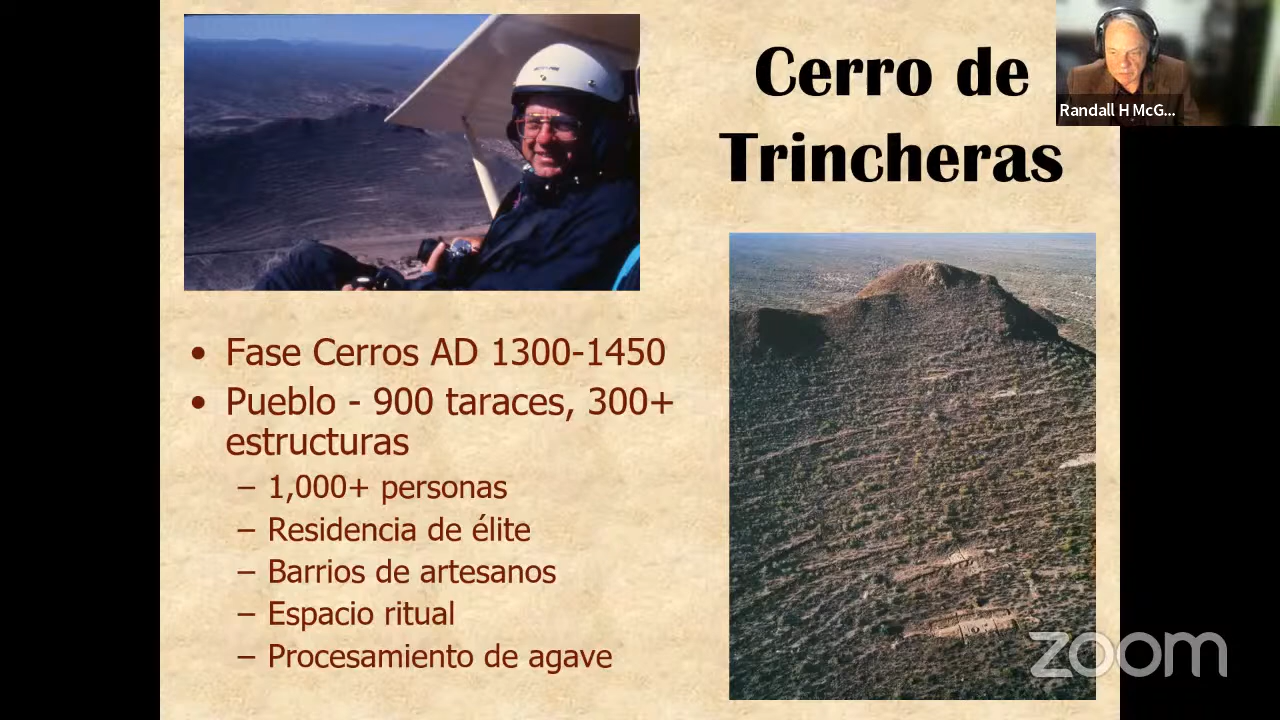 Cerro de
Trincheras
Randall H McG...
• Fase Cerros AD 1300-1450
• Pueblo - 900 taraces, 300+
estructuras
– 1,000+ personas
– Residencia de élite
– Barrios de artesanos
– Espacio ritual
– Procesamiento de agave
zoom